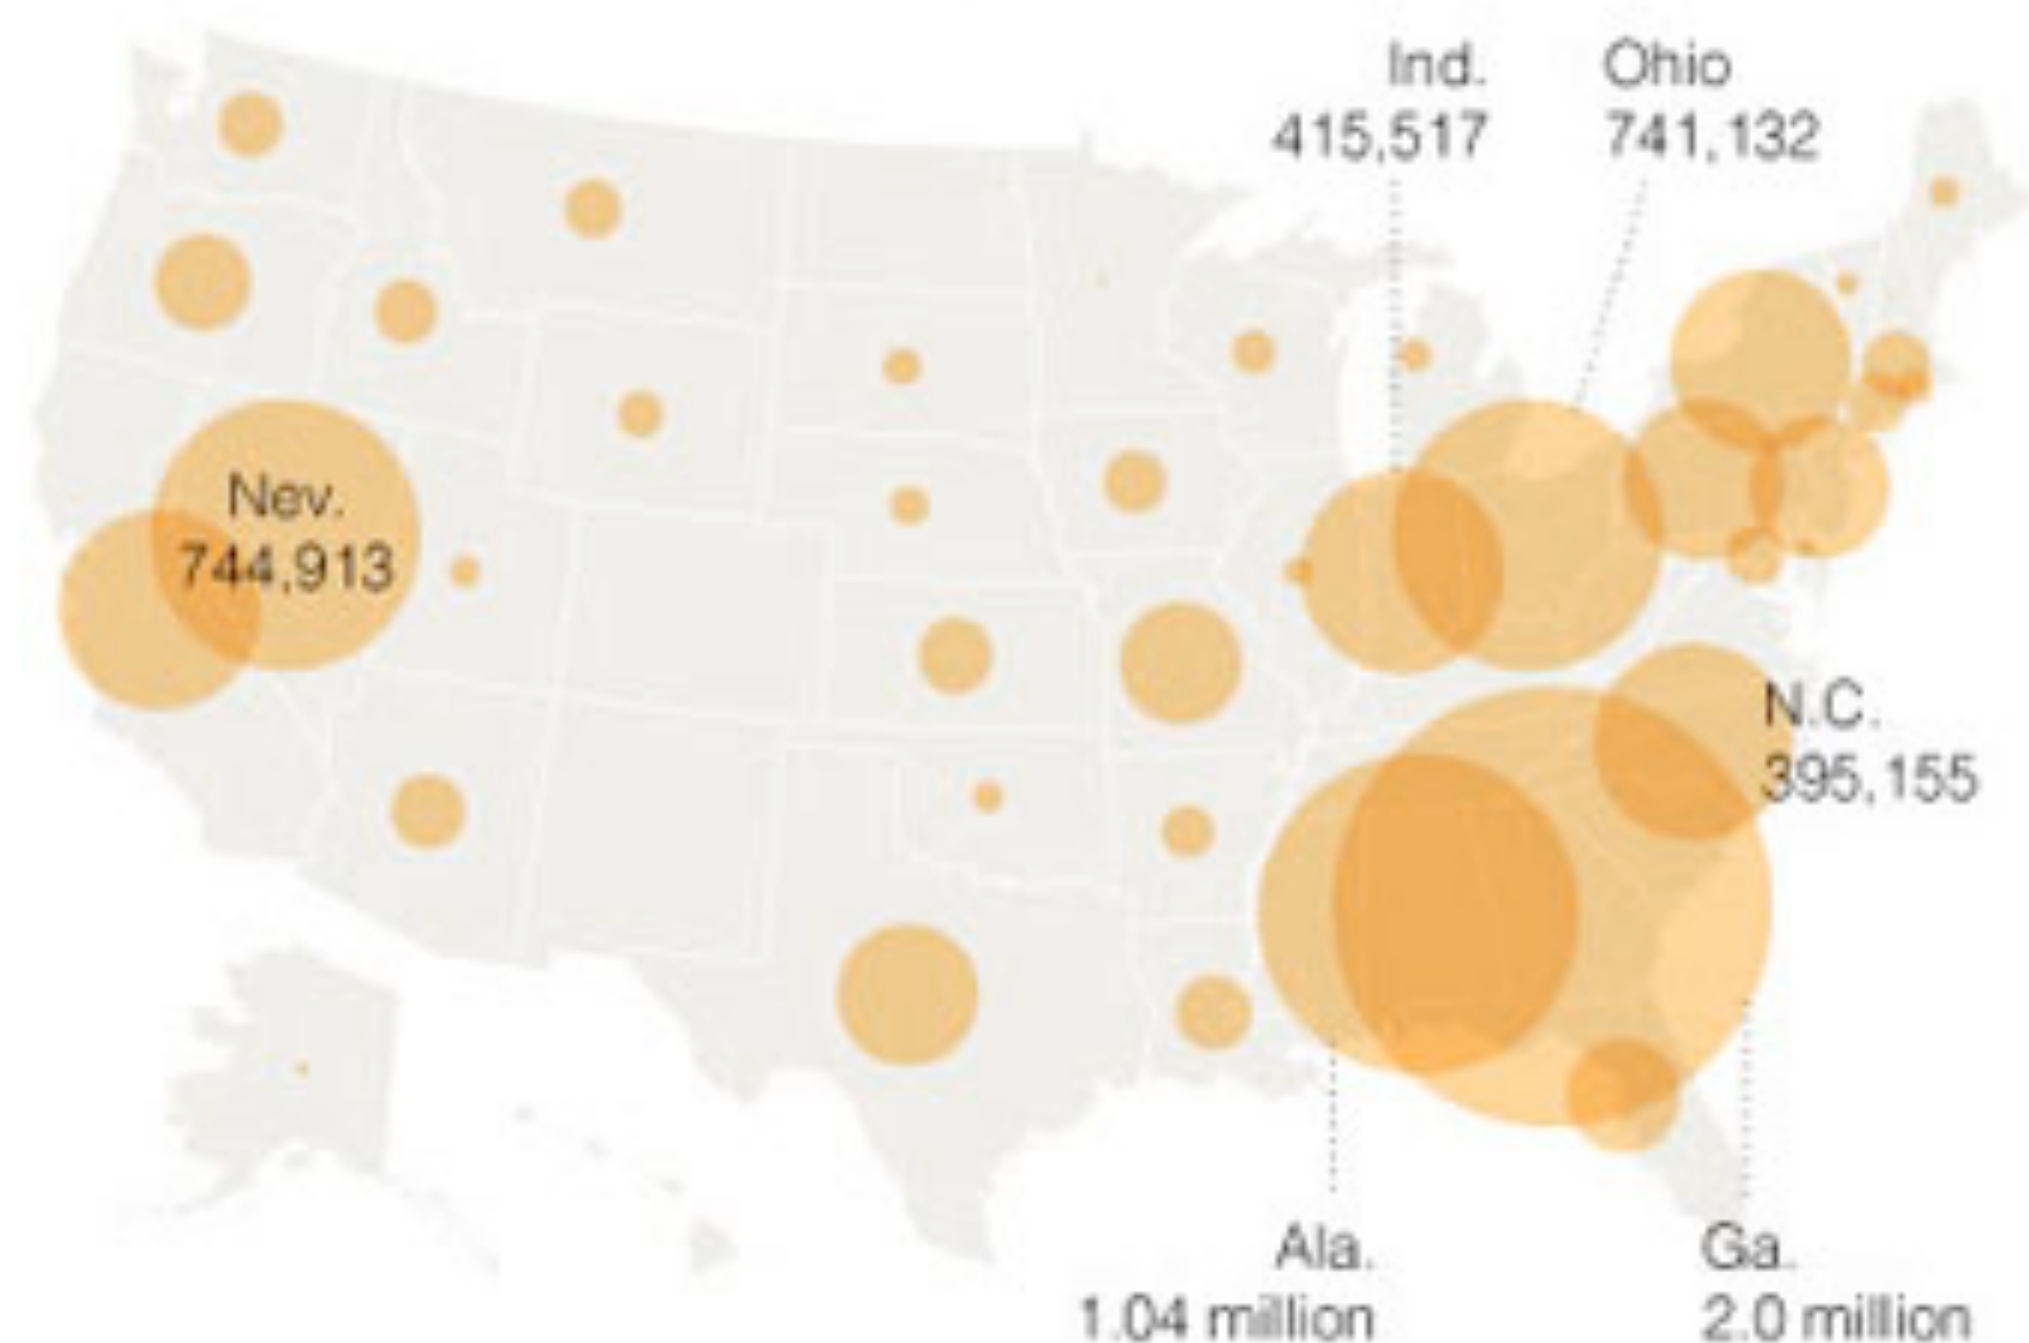 Ind.
415,517
Ohio
741,132
Nev.
744,913
N.C.
395,155
Ala.
1.04 million
Ga.
2.0 million